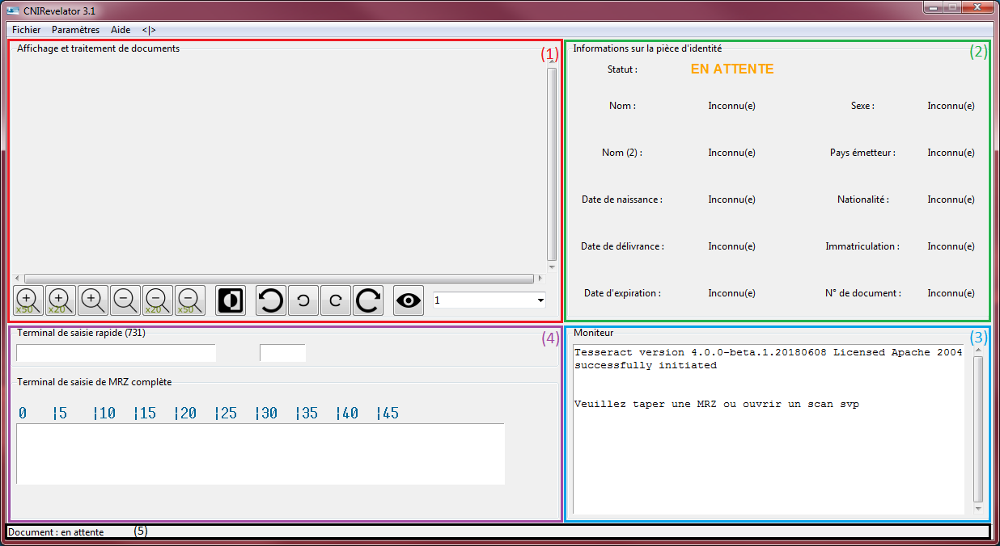 CNIRevelator 3.1
Fichier Paramètres Aide <|>
Affichage et traitement de documents
(1)
x50 x20 x20 x50
1
Informations sur la pièce d'identité
(2)
Statut : EN ATTENTE
Nom : Inconnu(e) Sexe : Inconnu(e)
Nom (2) : Inconnu(e) Pays émetteur : Inconnu(e)
Date de naissance : Inconnu(e) Nationalité : Inconnu(e)
Date de délivrance : Inconnu(e) Immatriculation : Inconnu(e)
Date d'expiration : Inconnu(e) N° de document : Inconnu(e)
Terminal de saisie rapide (731)
(4)
Terminal de saisie de MRZ complète
0 |5 |10 |15 |20 |25 |30 |35 |40 |45
Moniteur
(3)
Tesseract version 4.0.0-beta.1.20180608 Licensed Apache 2004
successfully initiated
Veuillez taper une MRZ ou ouvrir un scan svp
Document : en attente (5)